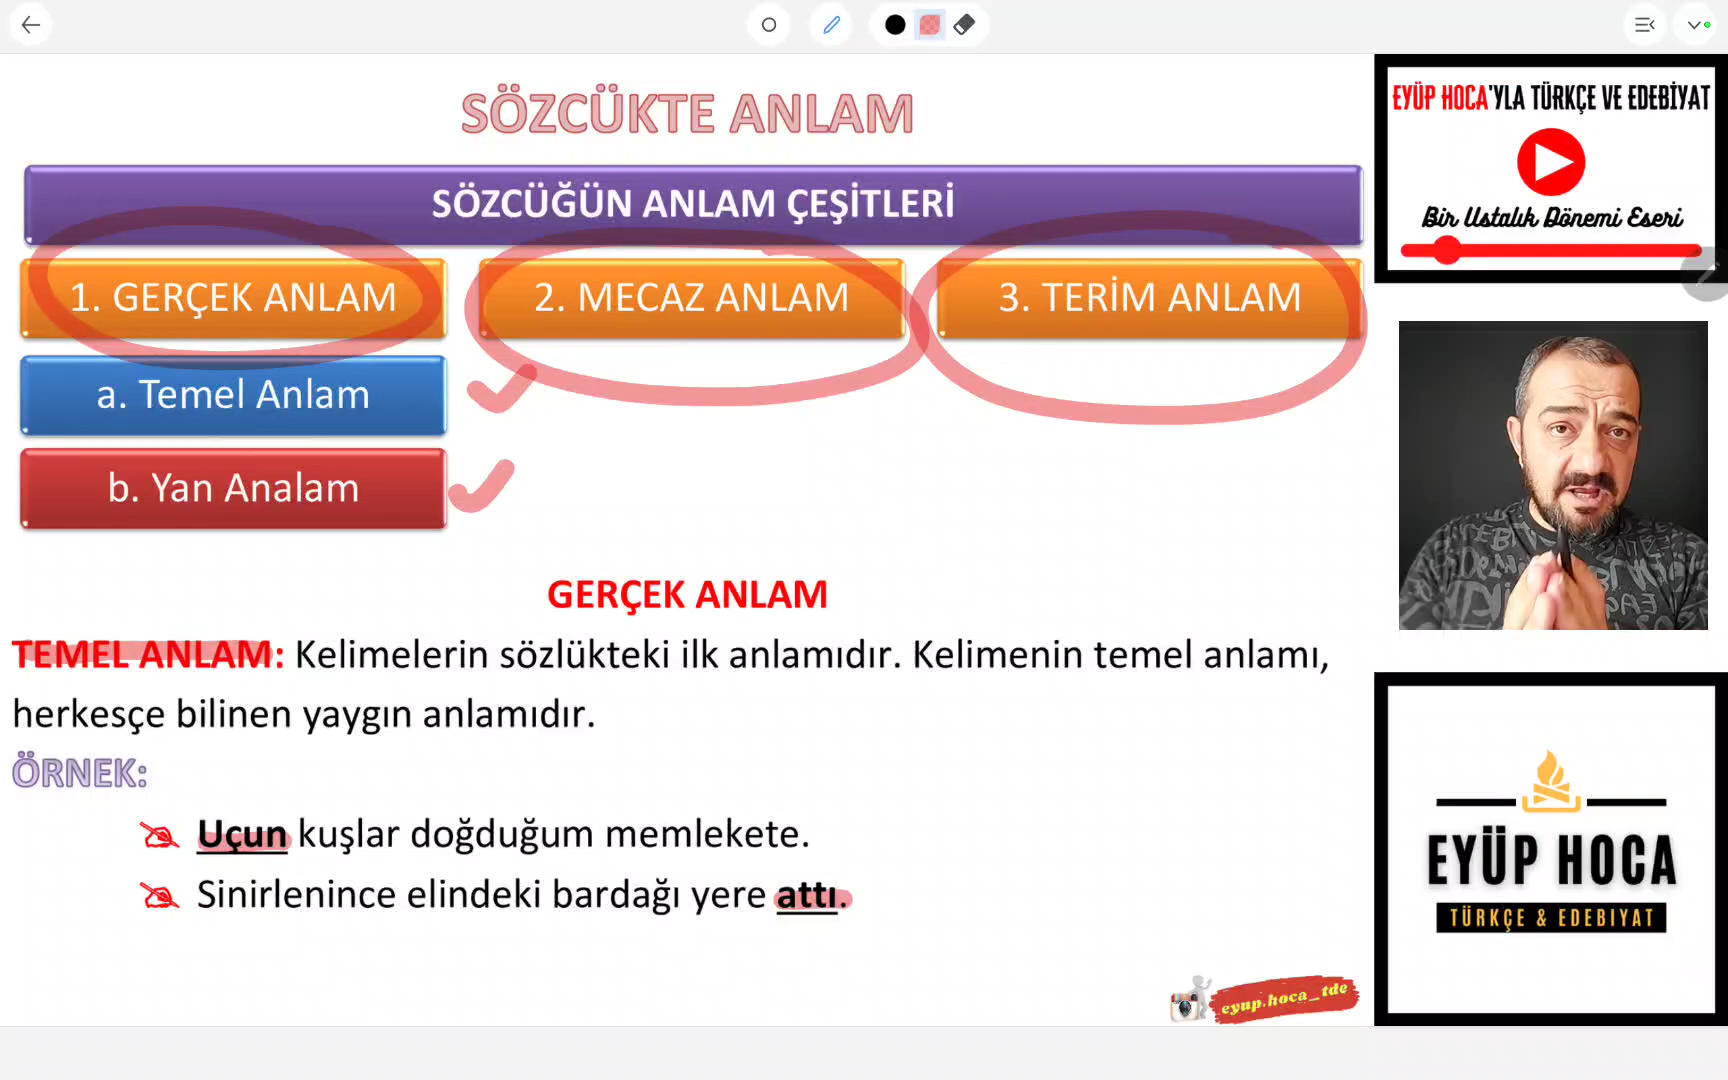 SÖZCÜKTE ANLAM
SÖZCÜĞÜN ANLAM ÇEŞİTLERİ
1. GERÇEK ANLAM
2. MECAZ ANLAM
3. TERİM ANLAM
a. Temel Anlam
b. Yan Analam
GERÇEK ANLAM
TEMEL ANLAM: Kelimelerin sözlükteki ilk anlamıdır. Kelimenin temel anlamı,
herkesçe bilinen yaygın anlamıdır.
ÖRNEK:
Uçun kuşlar doğduğum memlekete.
Sinirlenince elindeki bardağı yere attı.
eyup.hoca_tde
EYÜP HOCA'YLA TÜRKÇE VE EDEBİYAT
Bir Ustalık Dönemi Eseri
EYÜP HOCA
TÜRKÇE & EDEBIYAT